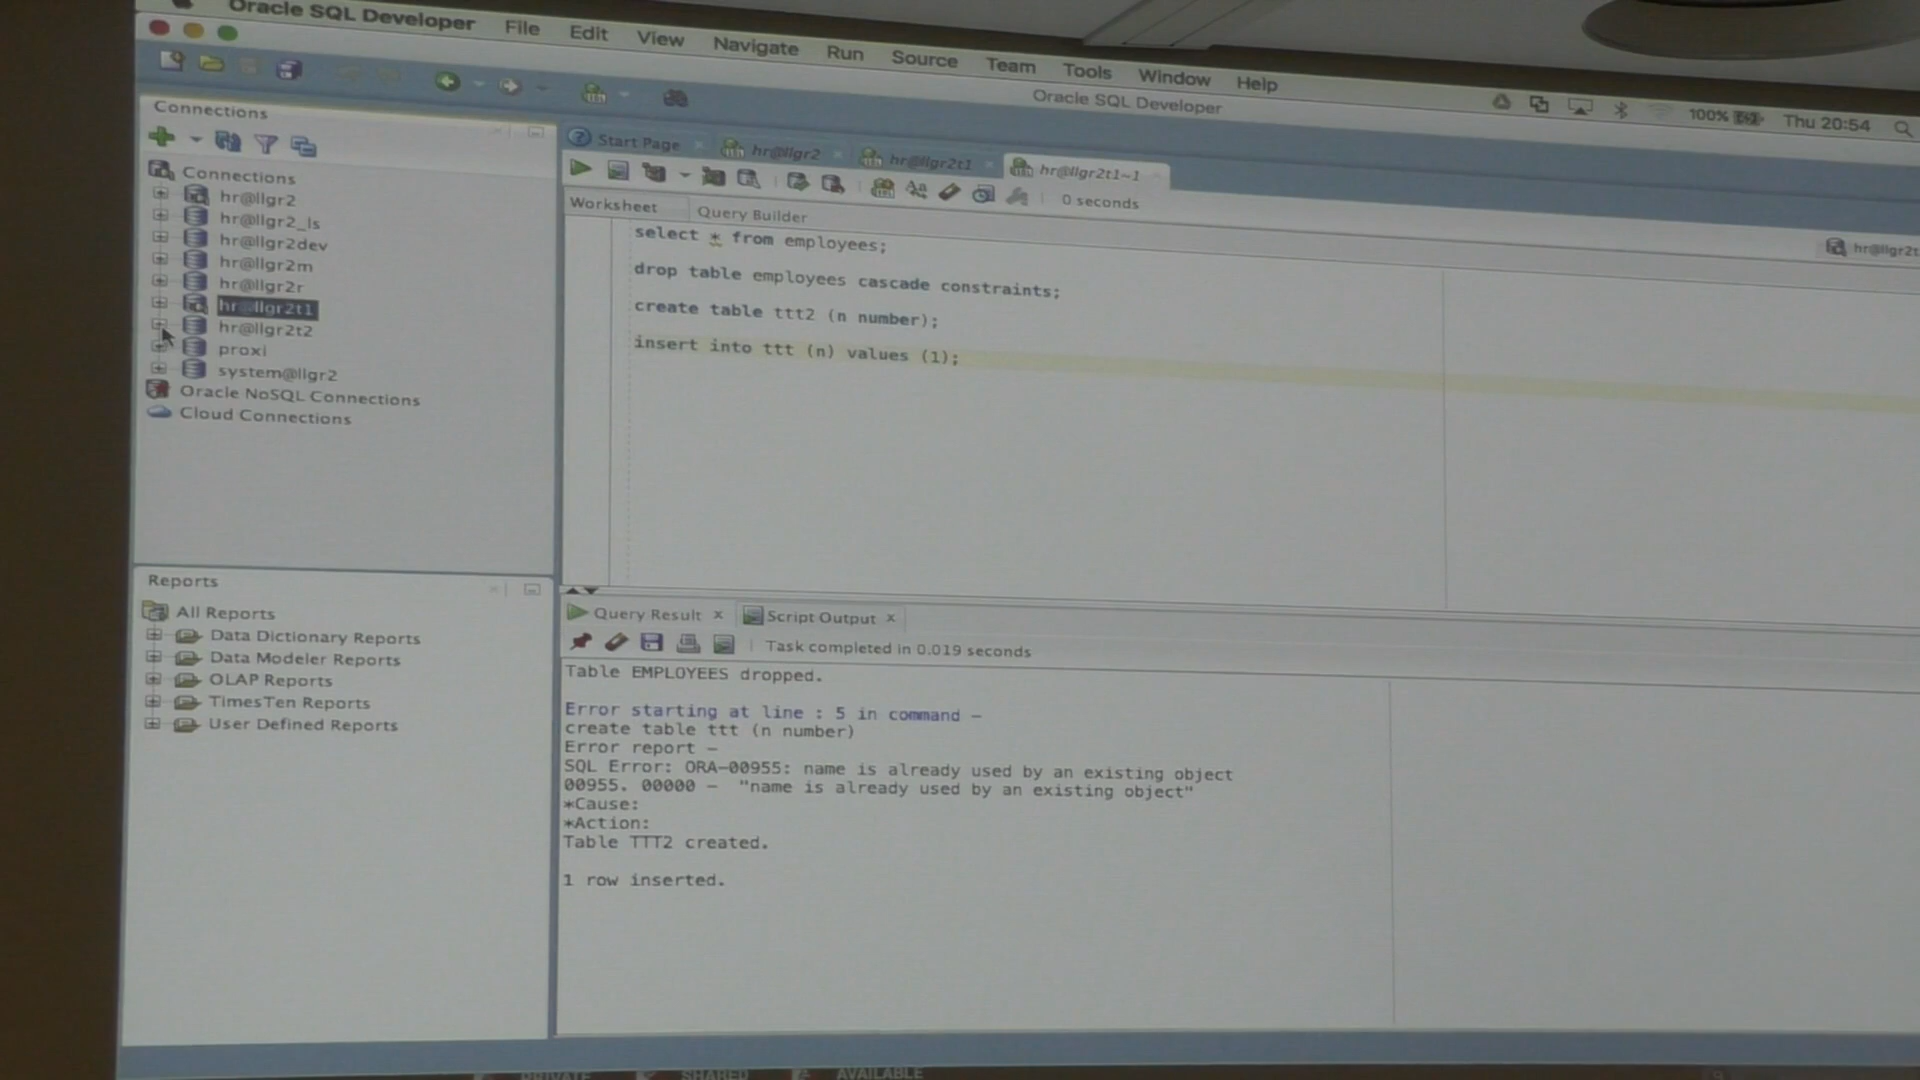 Oracle SQL Developer File Edit View Navigate Run Source Team Tools Window Help
100% Thu 20:54
Oracle SQL Developer
Connections
Start Page hr@llgr2 hr@llgr2t1 hr@llgr2t1~1
0 seconds
Worksheet Query Builder
hr@llgr2t
Connections
hr@llgr2
hr@llgr2_ls
hr@llgr2dev
hr@llgr2m
hr@llgr2r
hr@llgr2t1
hr@llgr2t2
proxi
system@llgr2
Oracle NoSQL Connections
Cloud Connections
select * from employees;
drop table employees cascade constraints;
create table ttt2 (n number);
insert into ttt (n) values (1);
Reports
All Reports
Data Dictionary Reports
Data Modeler Reports
OLAP Reports
TimesTen Reports
User Defined Reports
Query Result x Script Output x
Task completed in 0.019 seconds
Table EMPLOYEES dropped.
Error starting at line : 5 in command -
create table ttt (n number)
Error report -
SQL Error: ORA-00955: name is already used by an existing object
00955. 00000 - "name is already used by an existing object"
*Cause:
*Action:
Table TTT2 created.
1 row inserted.
PRIVATE SHARED AVAILABLE